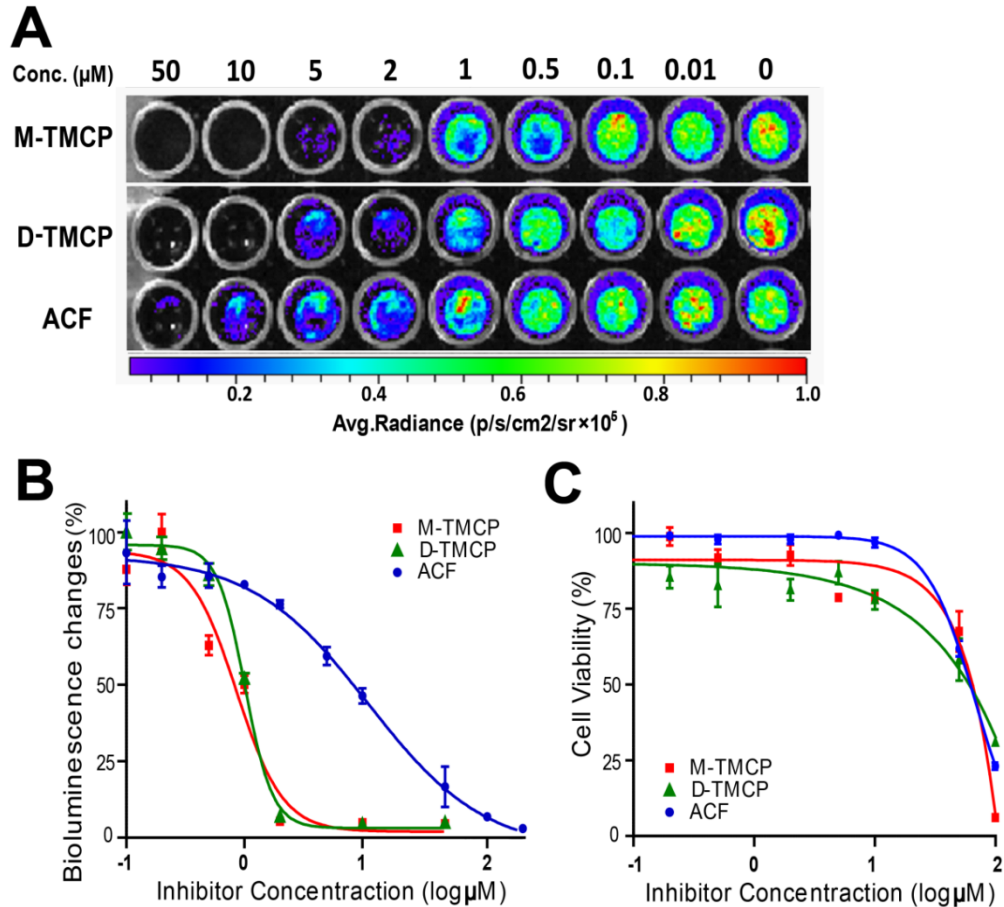 A
Conc. (μM) 50 10 5 2 1 0.5 0.1 0.01 0
M-TMCP
D-TMCP
ACF
0.2 0.4 0.6 0.8 1.0
Avg.Radiance (p/s/cm2/sr×10⁵)
B
Bioluminescence changes(%)
100
75
50
25
0
-1 0 1 2
Inhibitor Concentraction (logμM)
M-TMCP
D-TMCP
ACF
C
Cell Viability (%)
100
75
50
25
0
-1 0 1 2
Inhibitor Concentraction (logμM)
M-TMCP
D-TMCP
ACF